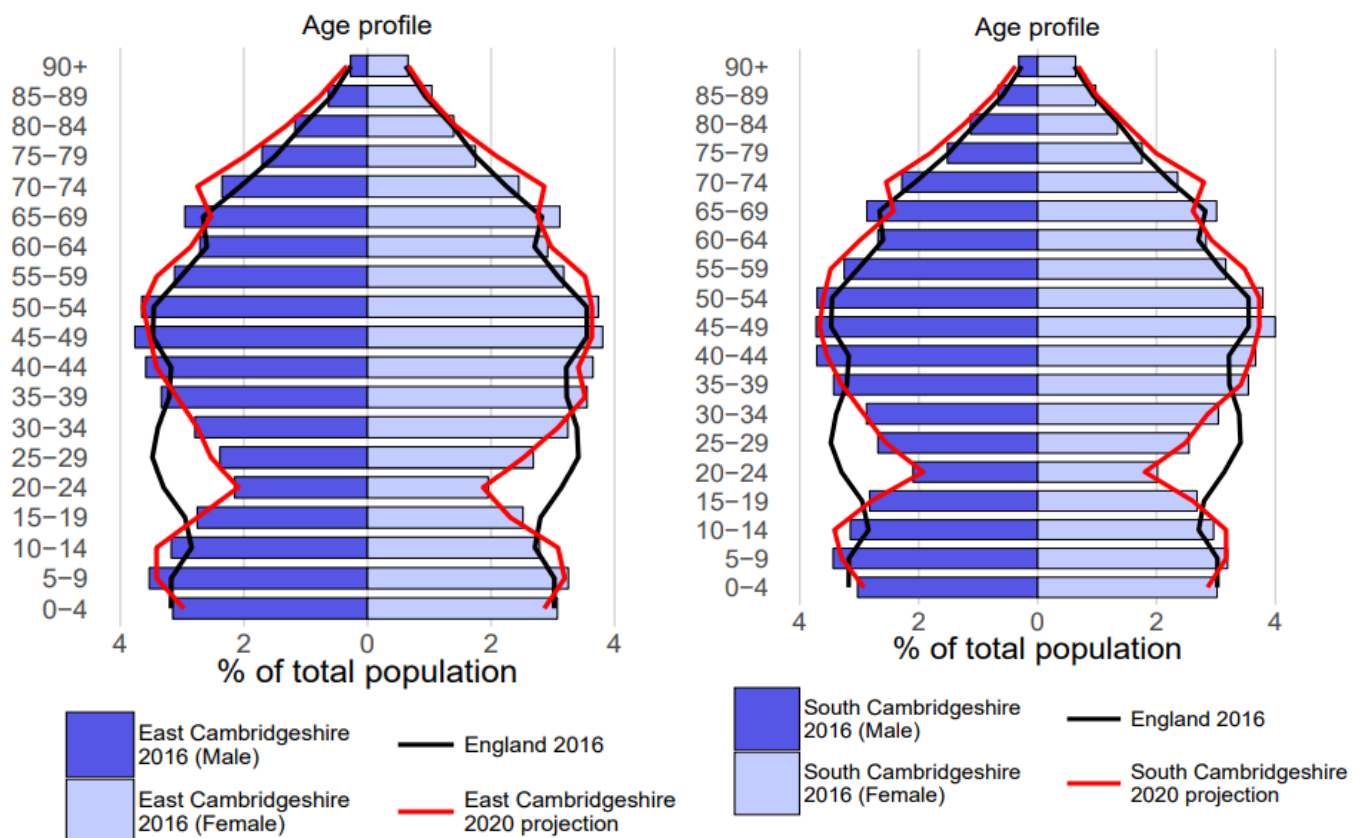 Age profile
90+
85−89
80−84
75−79
70−74
65−69
60−64
55−59
50−54
45−49
40−44
35−39
30−34
25−29
20−24
15−19
10−14
5−9
0−4
4 2 0 2 4
% of total population
East Cambridgeshire
2016 (Male)
East Cambridgeshire
2016 (Female)
England 2016
East Cambridgeshire
2020 projection
Age profile
90+
85−89
80−84
75−79
70−74
65−69
60−64
55−59
50−54
45−49
40−44
35−39
30−34
25−29
20−24
15−19
10−14
5−9
0−4
4 2 0 2 4
% of total population
South Cambridgeshire
2016 (Male)
South Cambridgeshire
2016 (Female)
England 2016
South Cambridgeshire
2020 projection